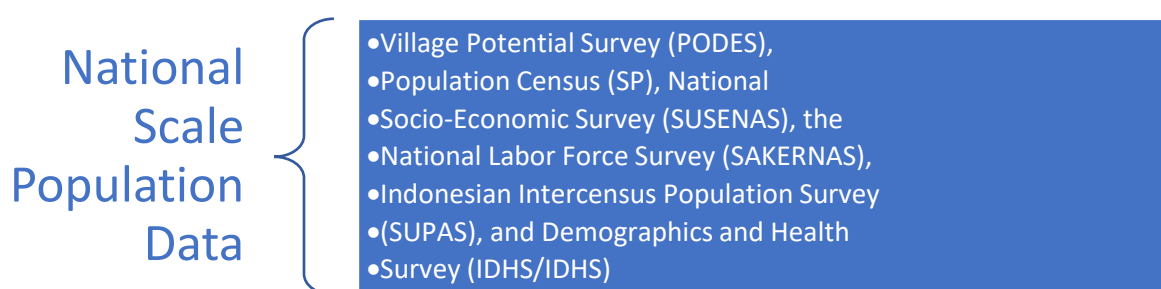 National
Scale
Population
Data
•Village Potential Survey (PODES),
•Population Census (SP), National
•Socio-Economic Survey (SUSENAS), the
•National Labor Force Survey (SAKERNAS),
•Indonesian Intercensus Population Survey
•(SUPAS), and Demographics and Health
•Survey (IDHS/IDHS)